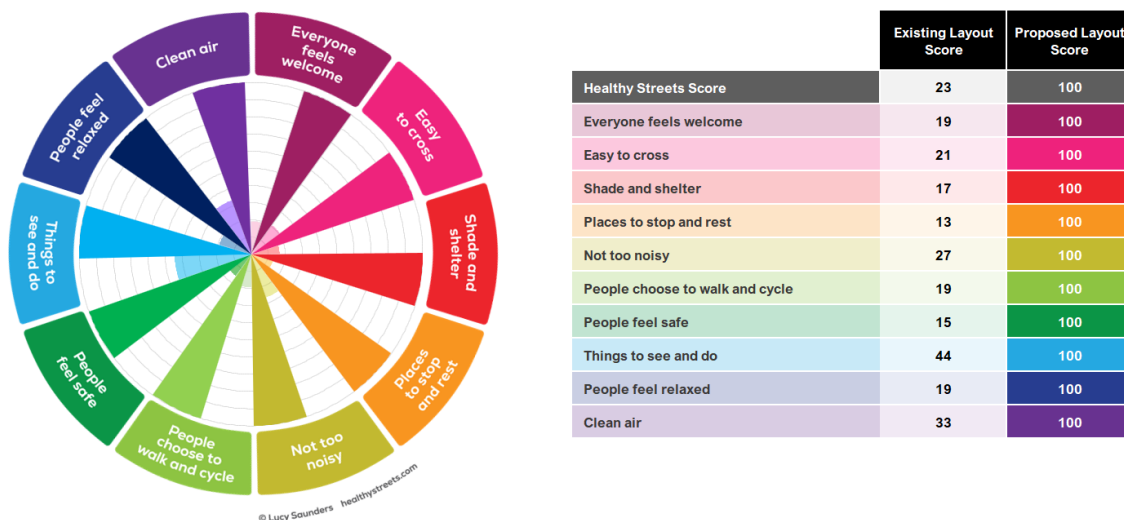 Clean air
Everyone
feels
welcome
Easy
to cross
Shade and
shelter
Places
to stop
and rest
Not too
noisy
People
choose to
walk and cycle
People
feel safe
Things to
see and do
People feel
relaxed
© Lucy Saunders healthystreets.com
Existing Layout
Score
Proposed Layout
Score
Healthy Streets Score 23 100
Everyone feels welcome 19 100
Easy to cross 21 100
Shade and shelter 17 100
Places to stop and rest 13 100
Not too noisy 27 100
People choose to walk and cycle 19 100
People feel safe 15 100
Things to see and do 44 100
People feel relaxed 19 100
Clean air 33 100